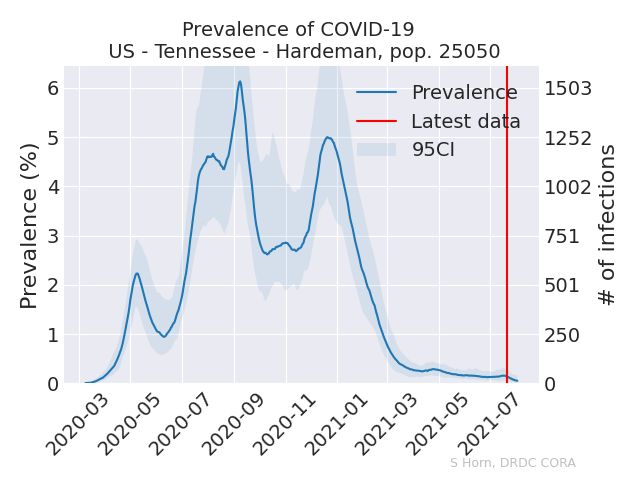 Prevalence of COVID-19
US - Tennessee - Hardeman, pop. 25050
Prevalence
Latest data
95CI
Prevalence (%)
6
5
4
3
2
1
0
1503
1252
1002
751
501
250
0
# of infections
2020-03
2020-05
2020-07
2020-09
2020-11
2021-01
2021-03
2021-05
2021-07
S Horn, DRDC CORA